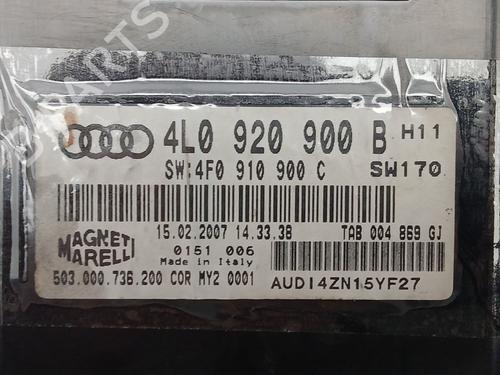 4L0 920 900 B H11
SW:4F0 910 900 C SW170
15.02.2007 14.33.38 TAB 004 869 GJ
MAGNETI
MARELLI
0151 006
Made in Italy
503.000.736.200 COR MY2 0001
AUDI4ZN15YF27